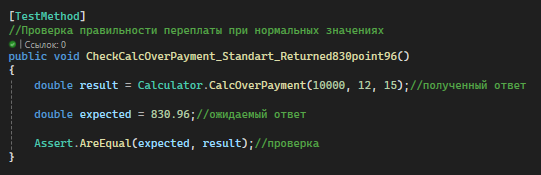 [TestMethod]
//Проверка правильности переплаты при нормальных значениях
| Ссылок: 0
public void CheckCalcOverPayment_Standart_Returned830point96()
{
double result = Calculator.CalcOverPayment(10000, 12, 15);//полученный ответ
double expected = 830.96;//ожидаемый ответ
Assert.AreEqual(expected, result);//проверка
}